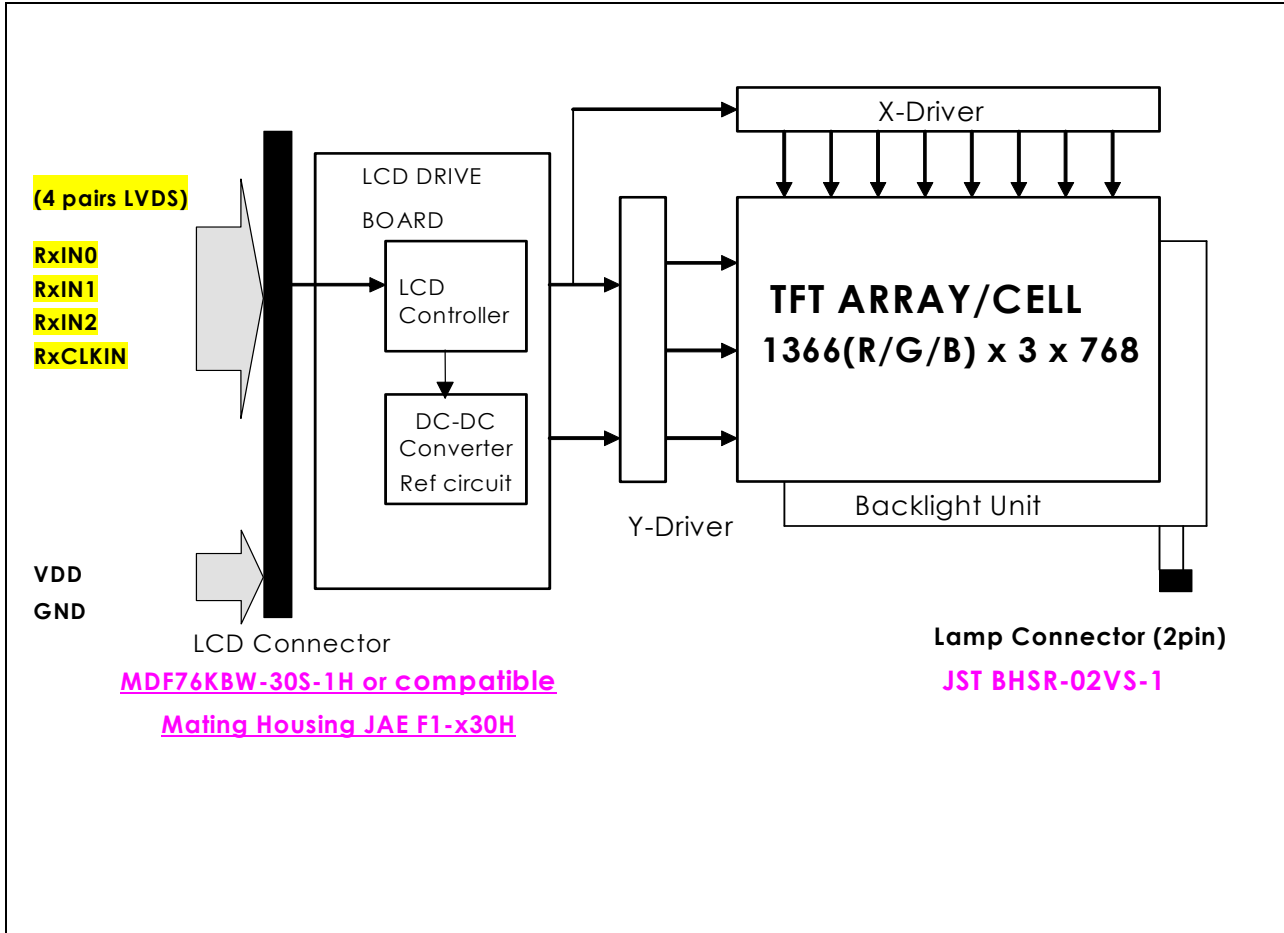 (4 pairs LVDS)
RxIN0
RxIN1
RxIN2
RxCLKIN
VDD
GND
LCD Connector
MDF76KBW-30S-1H or compatible
Mating Housing JAE F1-x30H
LCD DRIVE
BOARD
LCD
Controller
DC-DC
Converter
Ref circuit
Y-Driver
X-Driver
TFT ARRAY/CELL
1366(R/G/B) x 3 x 768
Backlight Unit
Lamp Connector (2pin)
JST BHSR-02VS-1